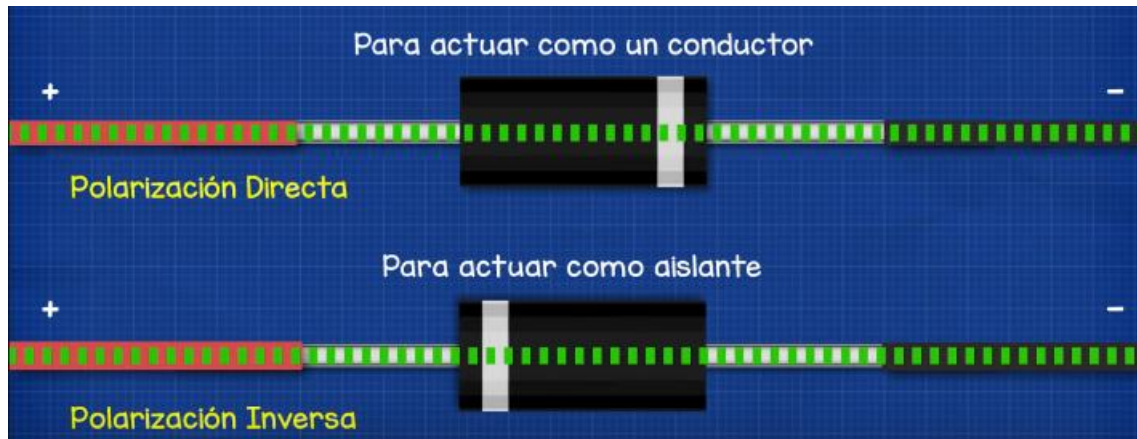 Para actuar como un conductor
+ -
Polarización Directa
Para actuar como aislante
+ -
Polarización Inversa